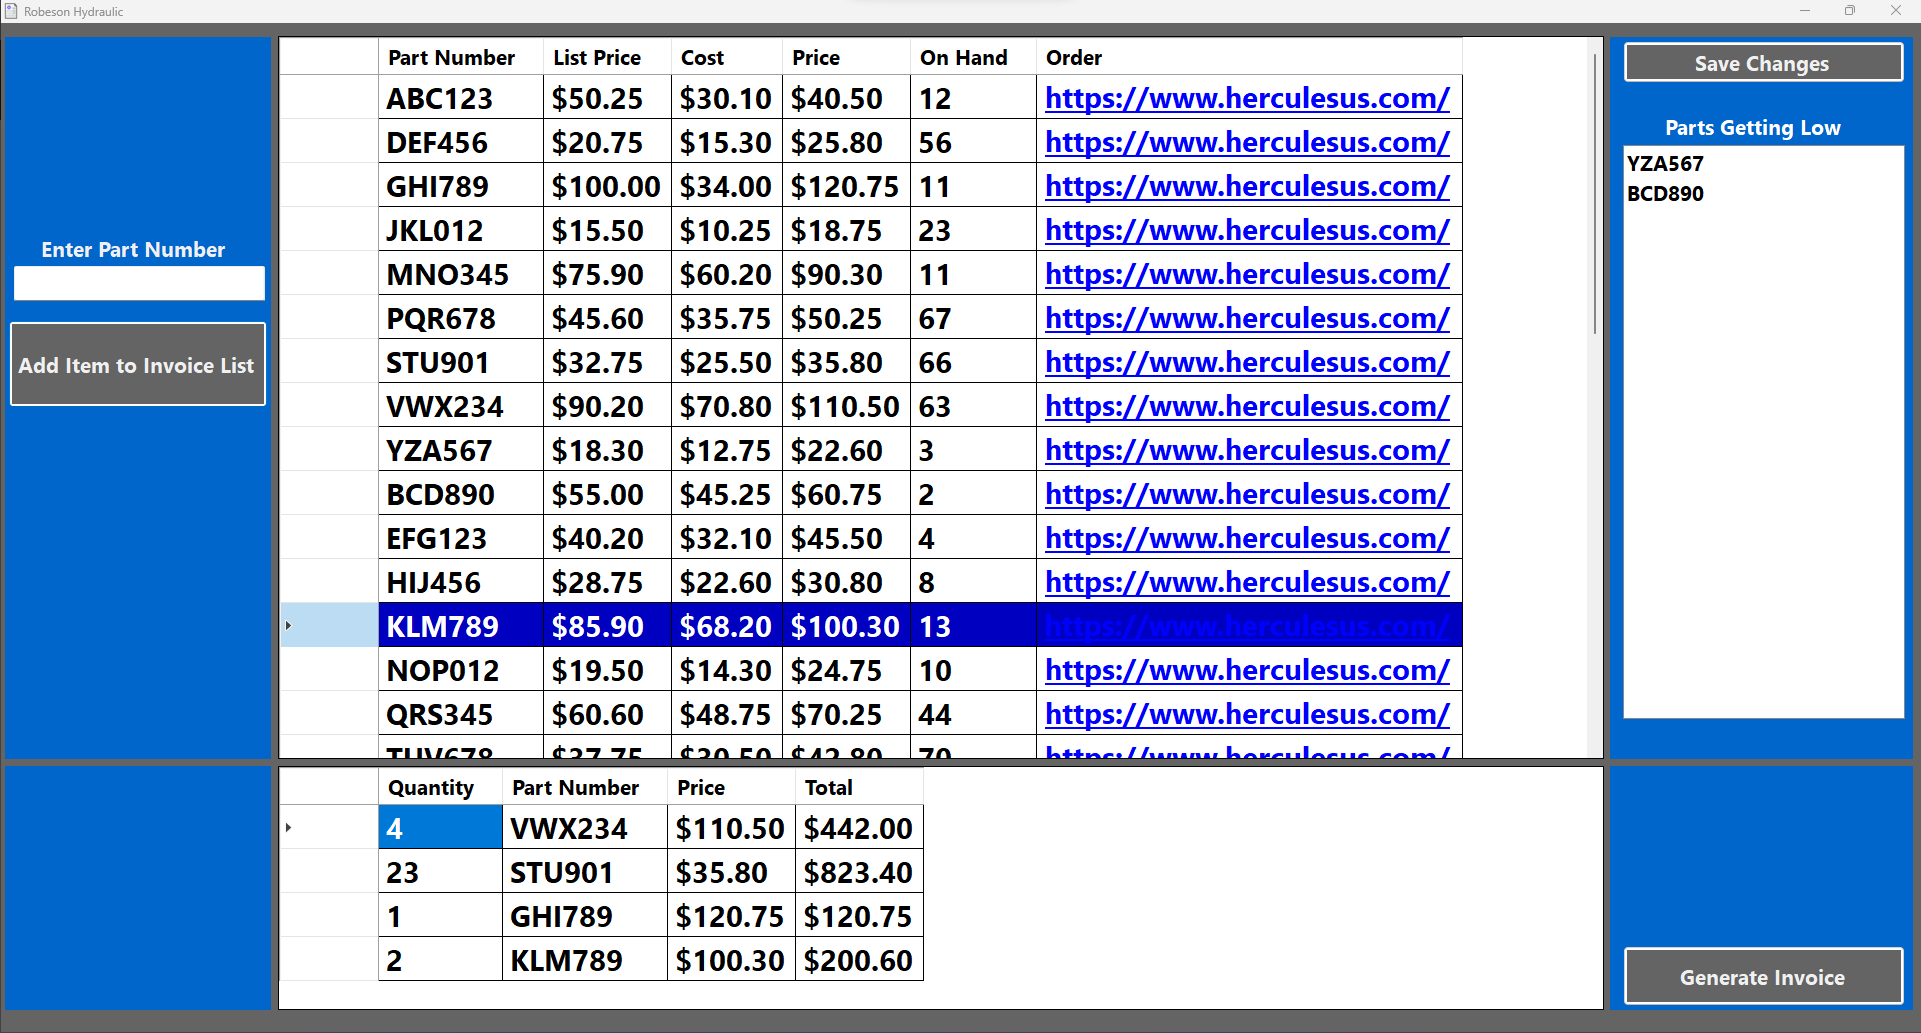 Robeson Hydraulic
Enter Part Number
Add Item to Invoice List
Part Number List Price Cost Price On Hand Order
ABC123 $50.25 $30.10 $40.50 12 https://www.herculesus.com/
DEF456 $20.75 $15.30 $25.80 56 https://www.herculesus.com/
GHI789 $100.00 $34.00 $120.75 11 https://www.herculesus.com/
JKL012 $15.50 $10.25 $18.75 23 https://www.herculesus.com/
MNO345 $75.90 $60.20 $90.30 11 https://www.herculesus.com/
PQR678 $45.60 $35.75 $50.25 67 https://www.herculesus.com/
STU901 $32.75 $25.50 $35.80 66 https://www.herculesus.com/
VWX234 $90.20 $70.80 $110.50 63 https://www.herculesus.com/
YZA567 $18.30 $12.75 $22.60 3 https://www.herculesus.com/
BCD890 $55.00 $45.25 $60.75 2 https://www.herculesus.com/
EFG123 $40.20 $32.10 $45.50 4 https://www.herculesus.com/
HIJ456 $28.75 $22.60 $30.80 8 https://www.herculesus.com/
KLM789 $85.90 $68.20 $100.30 13 https://www.herculesus.com/
NOP012 $19.50 $14.30 $24.75 10 https://www.herculesus.com/
QRS345 $60.60 $48.75 $70.25 44 https://www.herculesus.com/
TUV678 $37.75 $30.50 $42.80 70 https://www.herculesus.com/
Save Changes
Parts Getting Low
YZA567
BCD890
Quantity Part Number Price Total
4 VWX234 $110.50 $442.00
23 STU901 $35.80 $823.40
1 GHI789 $120.75 $120.75
2 KLM789 $100.30 $200.60
Generate Invoice